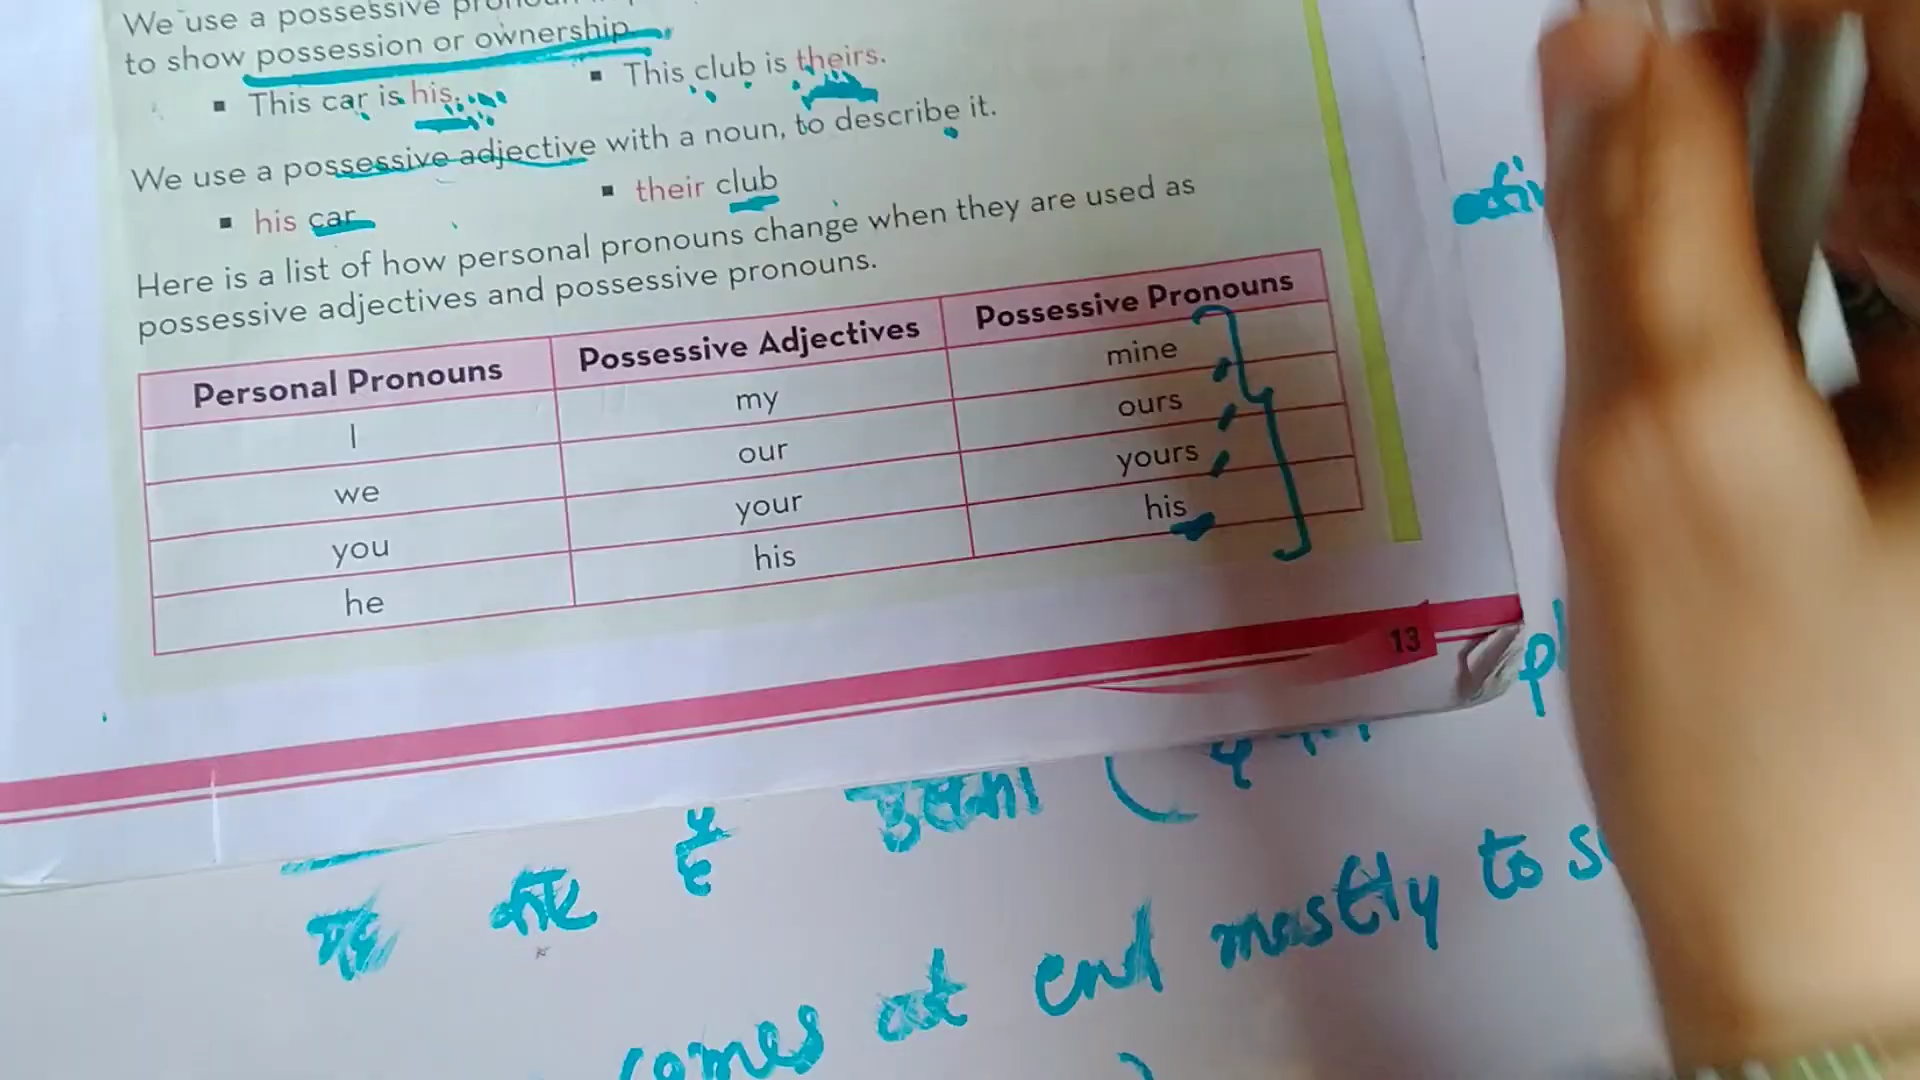 We use a possessive pronoun
to show possession or ownership.
▪ This car is his. ▪ This club is theirs.
We use a possessive adjective with a noun, to describe it.
▪ his car ▪ their club
Here is a list of how personal pronouns change when they are used as
possessive adjectives and possessive pronouns.
Personal Pronouns Possessive Adjectives Possessive Pronouns
I my mine
we our ours
you your yours
he his his
13
यह कार है उसका (
comes at end mostly to